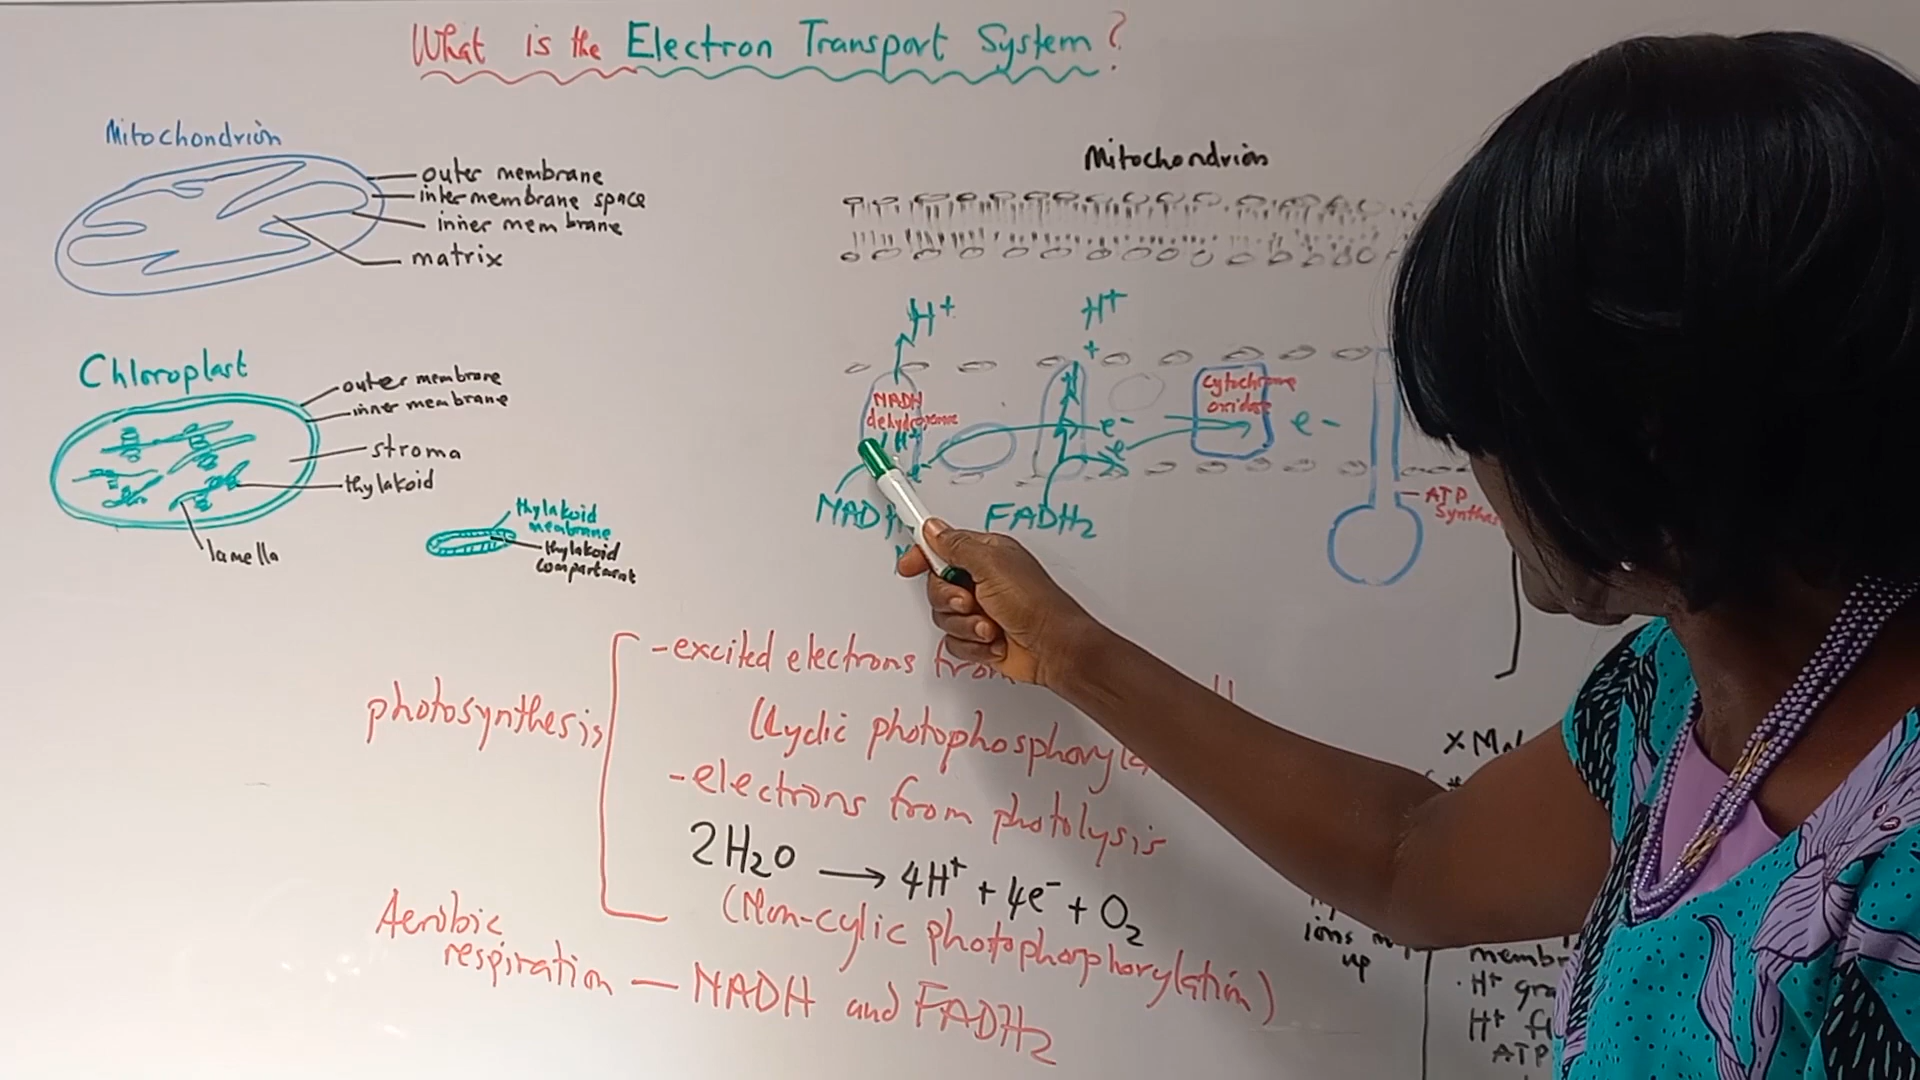 What is the Electron Transport System?
Mitochondrion
outer membrane
inter membrane space
inner membrane
matrix
Chloroplast
outer membrane
inner membrane
stroma
thylakoid
lamella
thylakoid
membrane
thylakoid
compartment
Mitochondrion
H+
H+
+
NADH
dehydrogenase
H+
e-
e-
e-
Cytochrome
oxidase
e-
NADH
FADH2
ATP
Synthas
photosynthesis
-excited electrons from
(Cyclic photophosphoryla
-electrons from photolysis
2H2O → 4H+ + 4e- + O2
(Non-cylic photophosphorylation)
Aerobic
respiration — NADH and FADH2
ions
up
membr
H+ gra
H+ fl
ATP